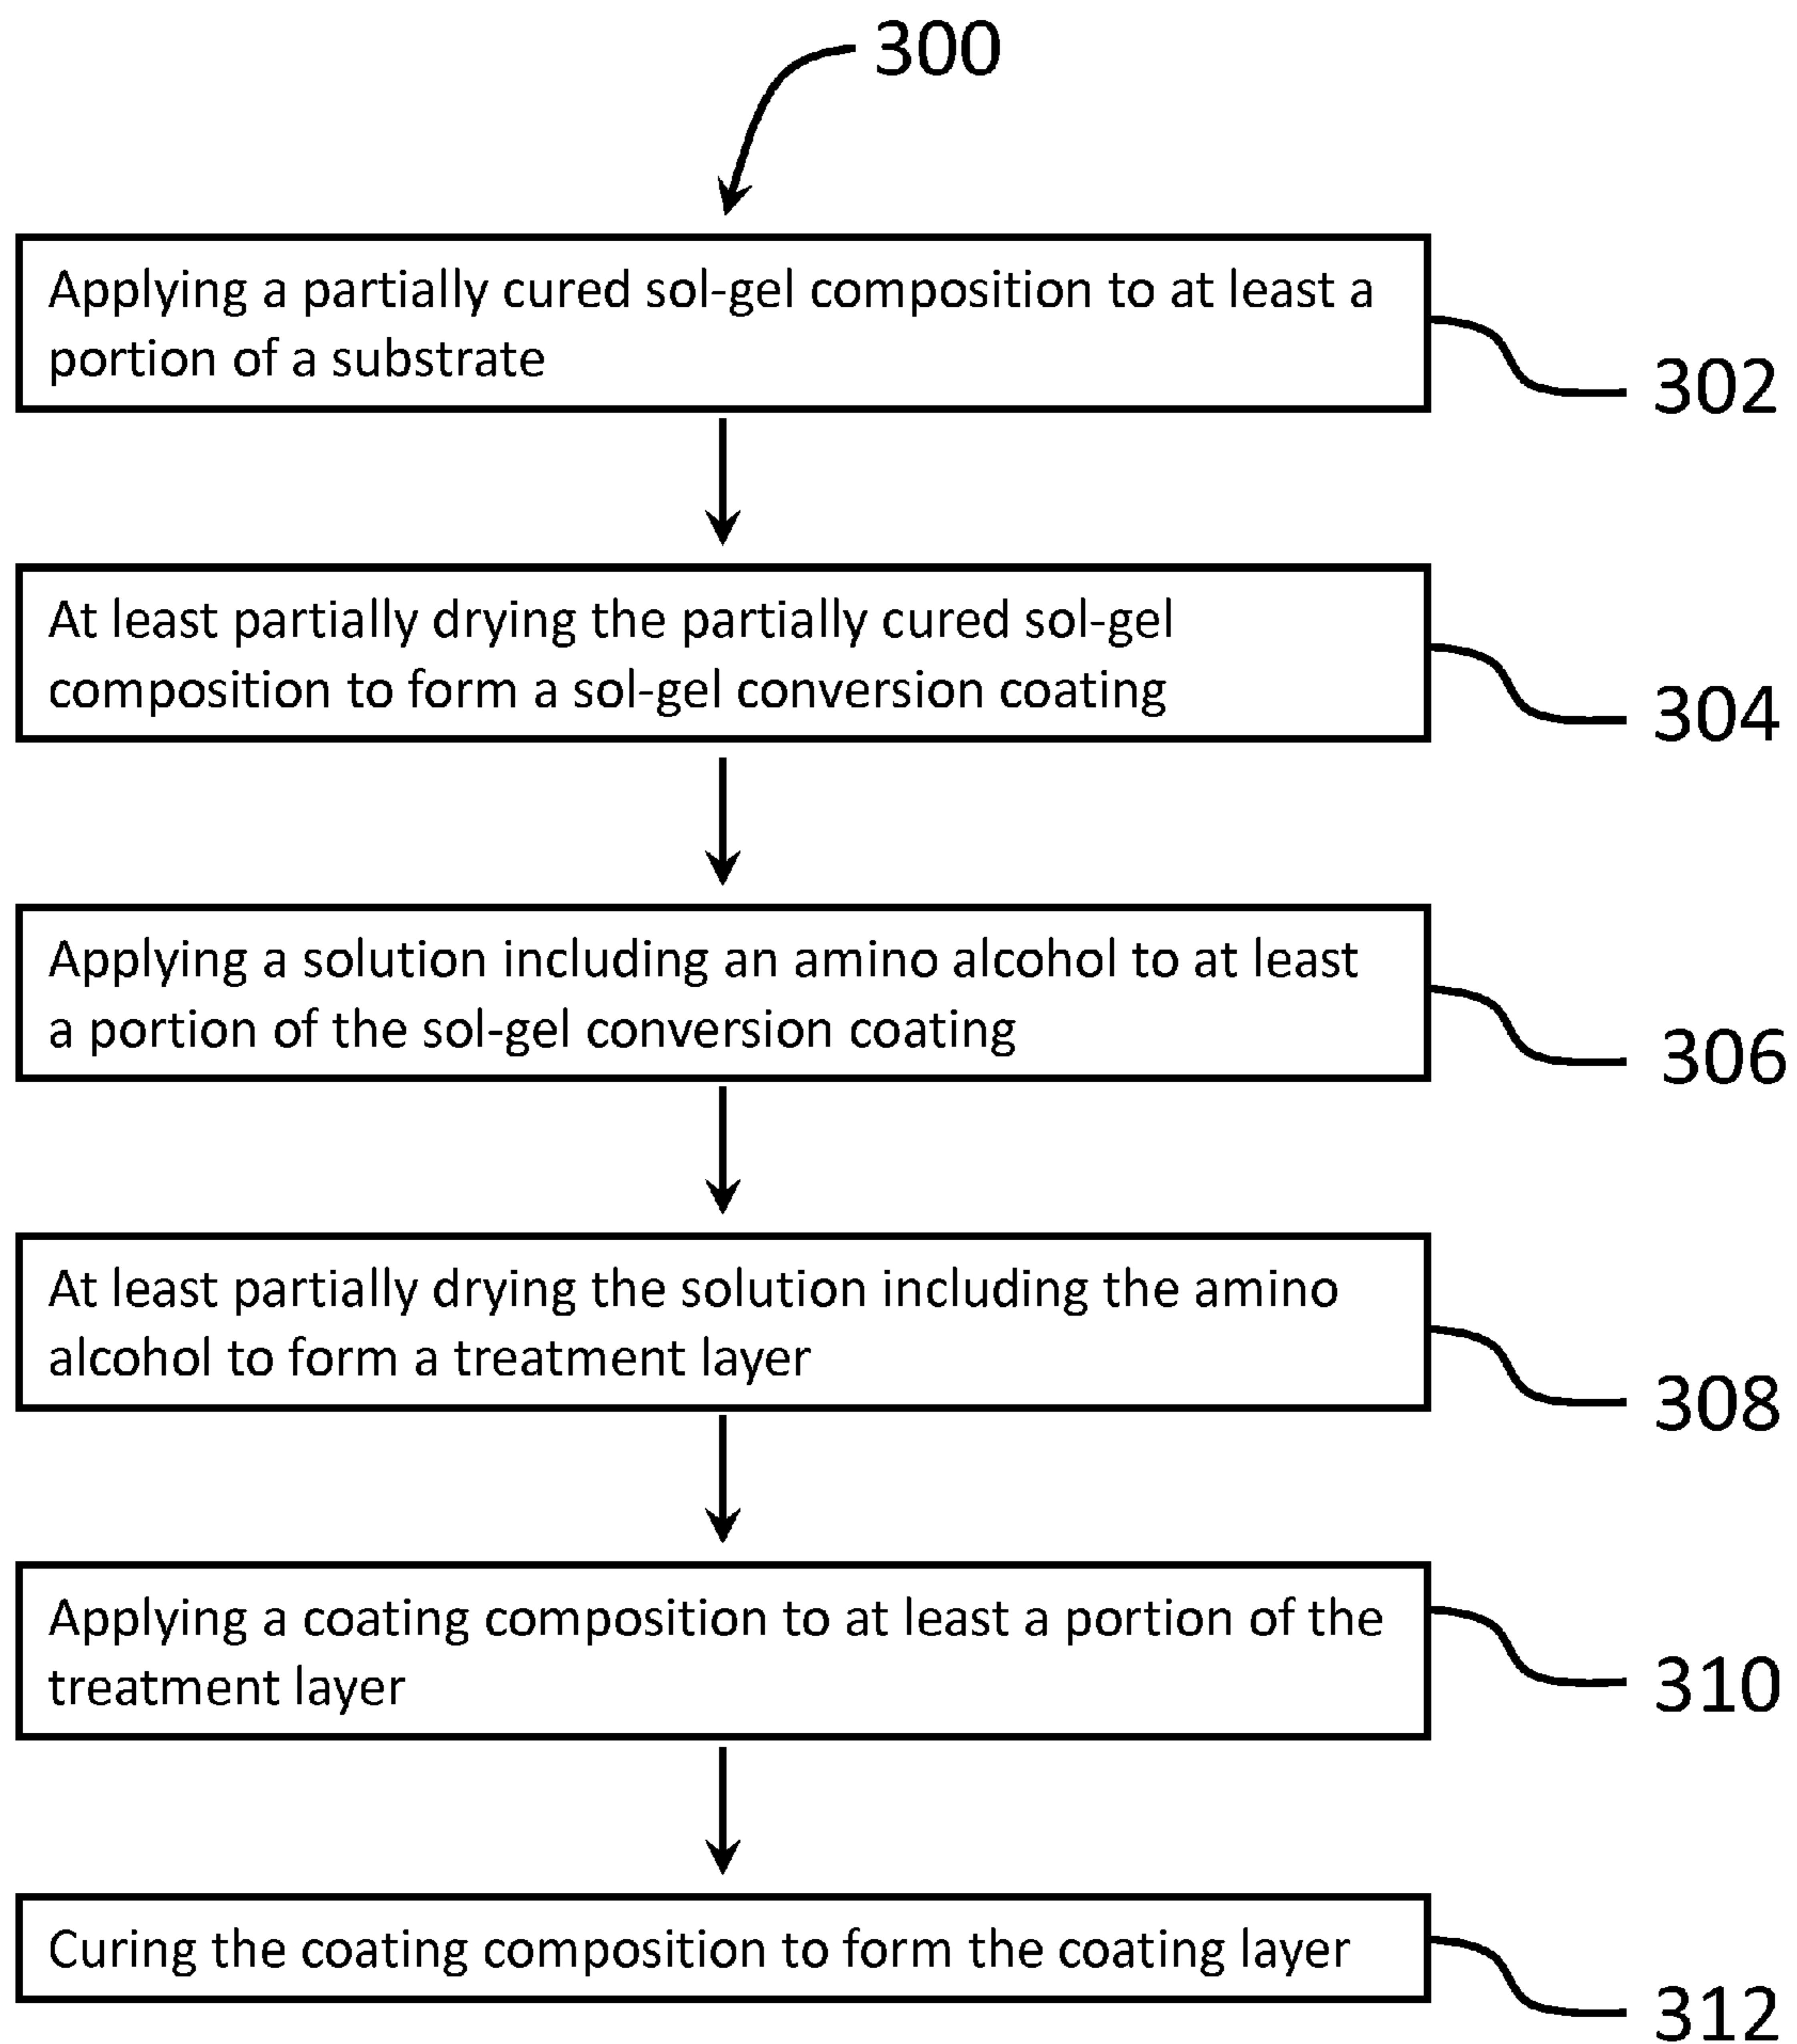 300
Applying a partially cured sol-gel composition to at least a
portion of a substrate
302
At least partially drying the partially cured sol-gel
composition to form a sol-gel conversion coating
304
Applying a solution including an amino alcohol to at least
a portion of the sol-gel conversion coating
306
At least partially drying the solution including the amino
alcohol to form a treatment layer
308
Applying a coating composition to at least a portion of the
treatment layer
310
Curing the coating composition to form the coating layer
312